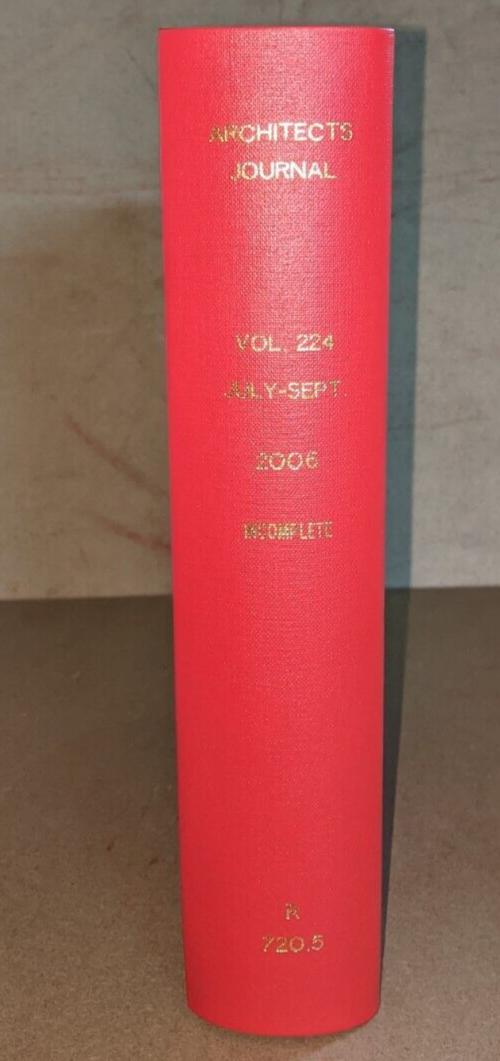 ARCHITECTS
JOURNAL
VOL. 224
JULY-SEPT.
2006
INCOMPLETE
R
720.5